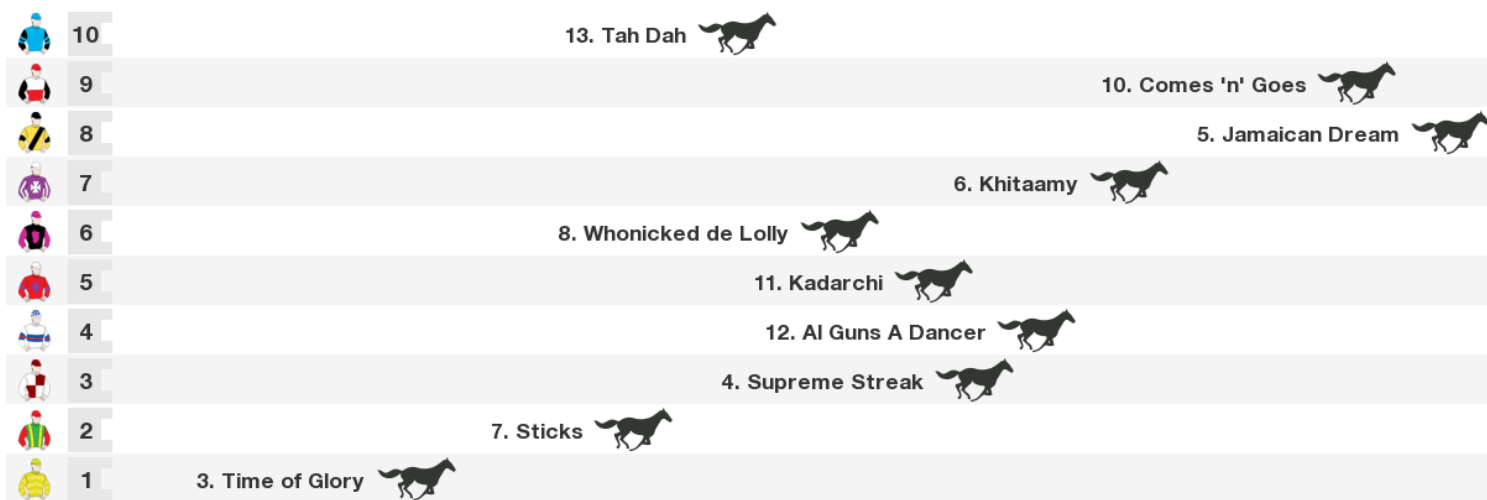 10 13. Tah Dah
9 10. Comes 'n' Goes
8 5. Jamaican Dream
7 6. Khitaamy
6 8. Whonicked de Lolly
5 11. Kadarchi
4 12. Al Guns A Dancer
3 4. Supreme Streak
2 7. Sticks
1 3. Time of Glory